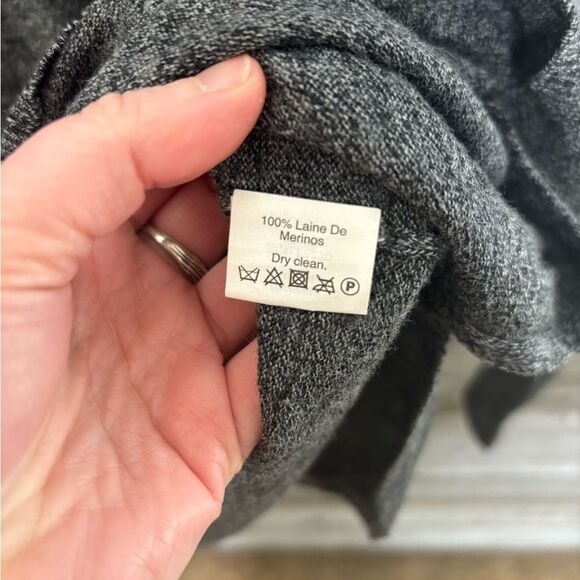 100% Laine De
Merinos
Dry clean.
P